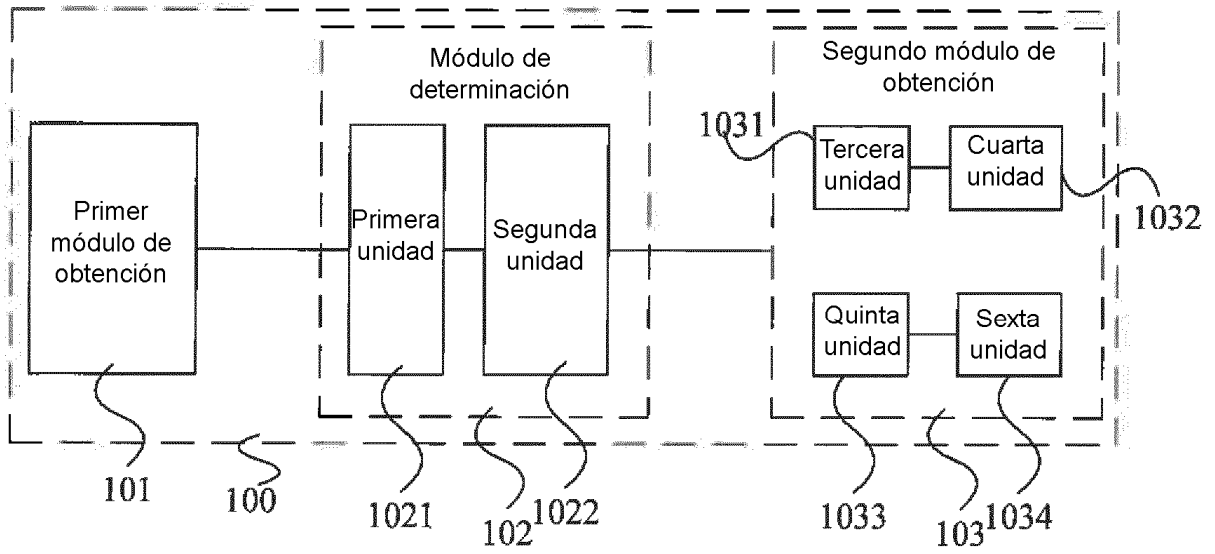 Primer
módulo de
obtención
Módulo de
determinación
Primera
unidad
Segunda
unidad
Segundo módulo de
obtención
1031
Tercera
unidad
Cuarta
unidad
1032
Quinta
unidad
Sexta
unidad
101
100
1021
102
1022
1033
103
1034